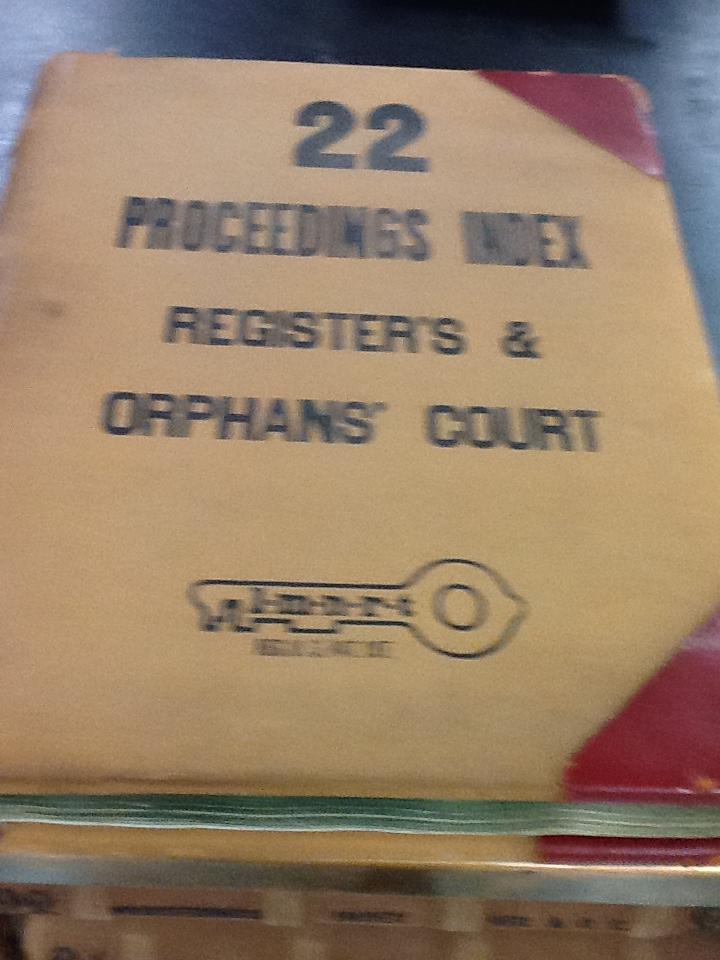 22
PROCEEDINGS INDEX
REGISTER'S &
ORPHANS' COURT
l-m-n-r-t